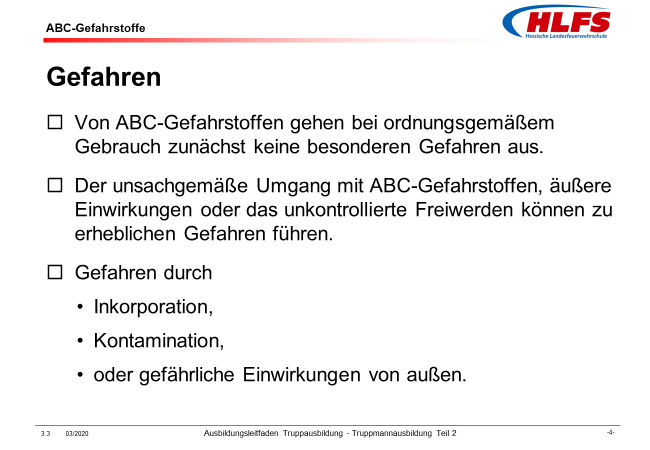 ABC-Gefahrstoffe
HLFS
Hessische Landesfeuerwehrschule
Gefahren
Von ABC-Gefahrstoffen gehen bei ordnungsgemäßem
Gebrauch zunächst keine besonderen Gefahren aus.
Der unsachgemäße Umgang mit ABC-Gefahrstoffen, äußere
Einwirkungen oder das unkontrollierte Freiwerden können zu
erheblichen Gefahren führen.
Gefahren durch
• Inkorporation,
• Kontamination,
• oder gefährliche Einwirkungen von außen.
3.3 03/2020 Ausbildungsleitfaden Truppausbildung - Truppmannausbildung Teil 2 -4-